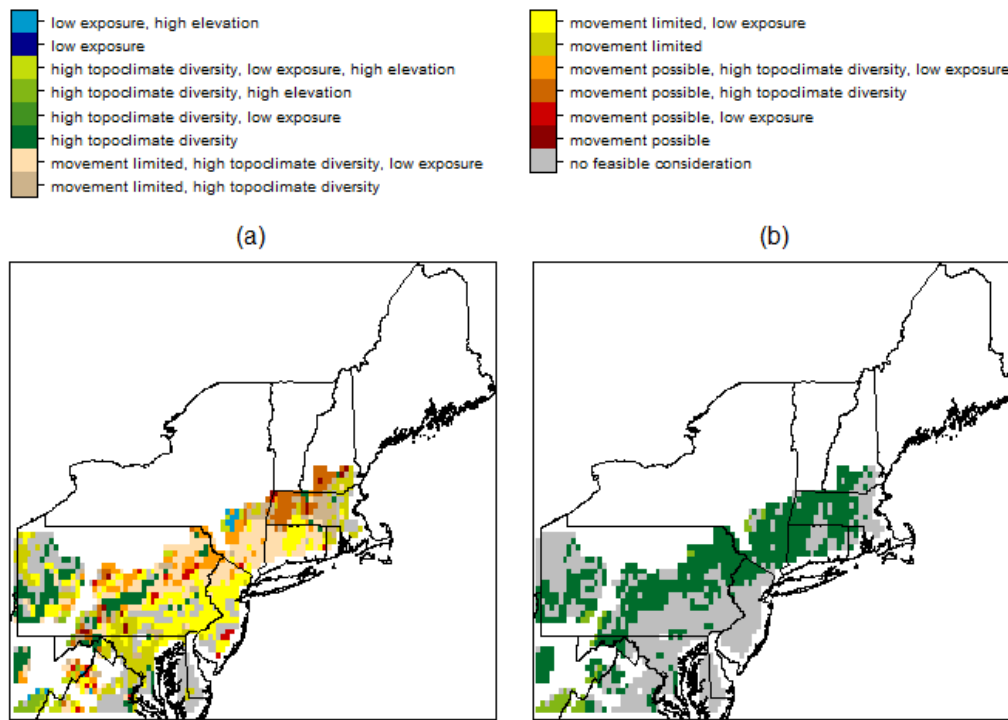 low exposure, high elevation
low exposure
high topoclimate diversity, low exposure, high elevation
high topoclimate diversity, high elevation
high topoclimate diversity, low exposure
high topoclimate diversity
movement limited, high topoclimate diversity, low exposure
movement limited, high topoclimate diversity
movement limited, low exposure
movement limited
movement possible, high topoclimate diversity, low exposure
movement possible, high topoclimate diversity
movement possible, low exposure
movement possible
no feasible consideration
(a)
(b)